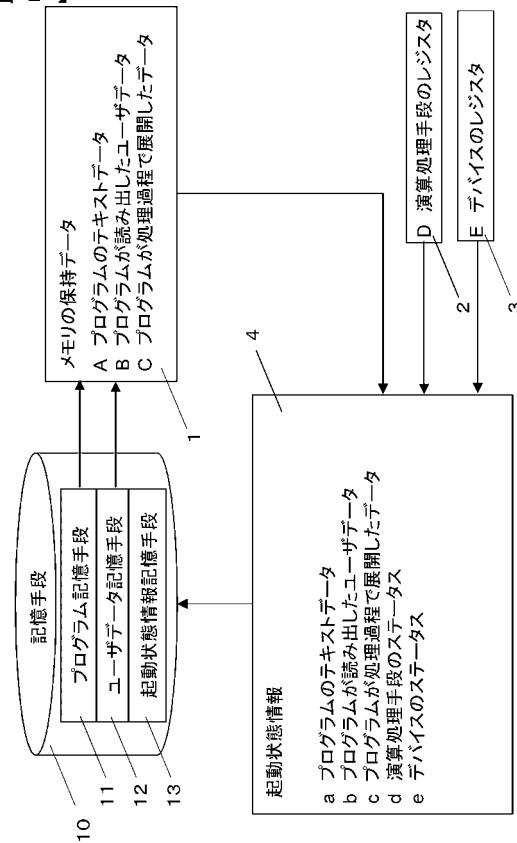 記憶手段
プログラム記憶手段
ユーザデータ記憶手段
起動状態情報記憶手段
10
11
12
13
メモリの保持データ
A プログラムのテキストデータ
B プログラムが読み出したユーザデータ
C プログラムが処理過程で展開したデータ
1
D 演算処理手段のレジスタ
2
E デバイスのレジスタ
3
4
起動状態情報
a プログラムのテキストデータ
b プログラムが読み出したユーザデータ
c プログラムが処理過程で展開したデータ
d 演算処理手段のステータス
e デバイスのステータス